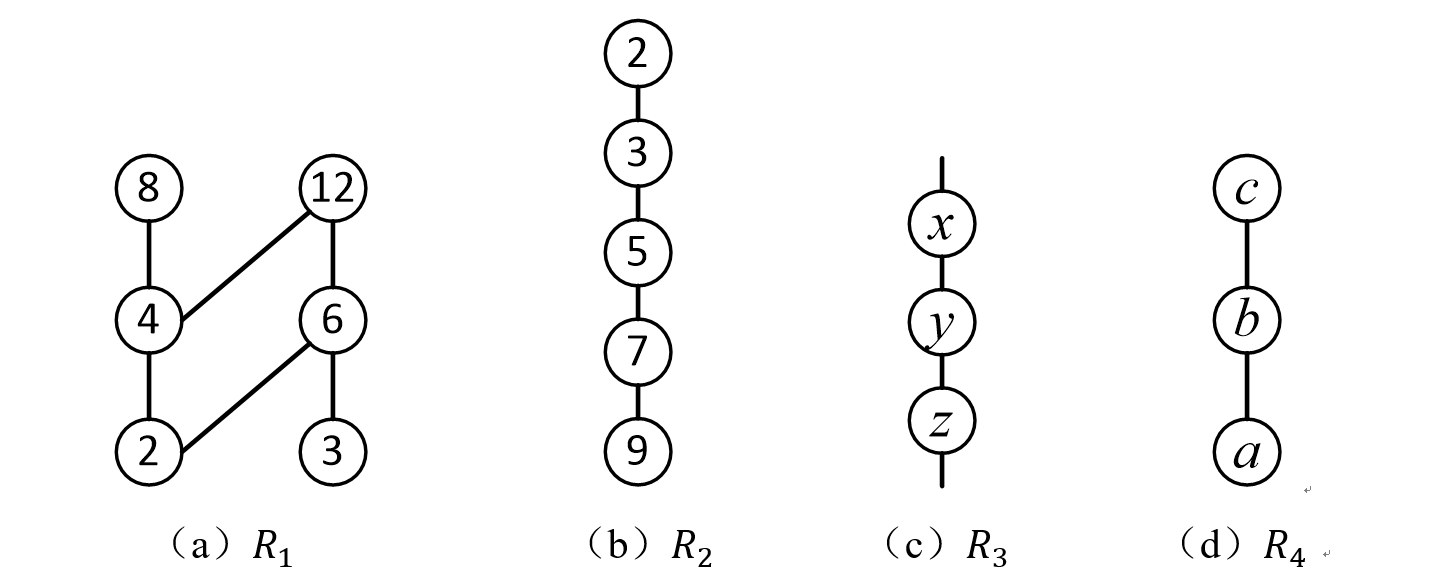 2
3
8 12 x c
5
4 6 y b
7
z
2 3 9 a
（a）R₁ （b）R₂ （c）R₃ （d）R₄